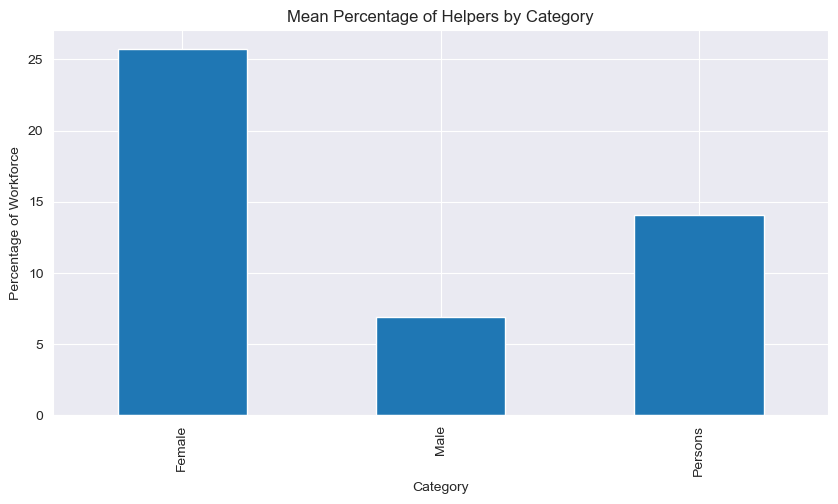 Mean Percentage of Helpers by Category
Percentage of Workforce
25
20
15
10
5
0
Female
Male
Persons
Category